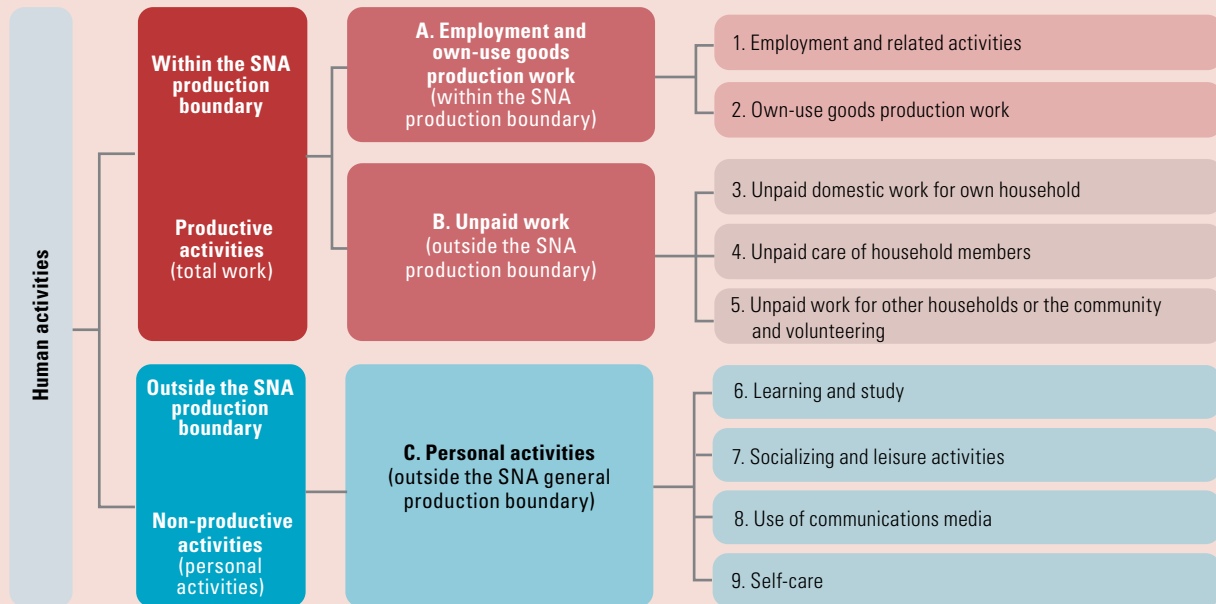 Human activities
Within the SNA
production
boundary
Productive
activities
(total work)
A. Employment and
own-use goods
production work
(within the SNA
production boundary)
1. Employment and related activities
2. Own-use goods production work
B. Unpaid work
(outside the SNA
production boundary)
3. Unpaid domestic work for own household
4. Unpaid care of household members
5. Unpaid work for other households or the community
and volunteering
Outside the SNA
production
boundary
Non-productive
activities
(personal
activities)
C. Personal activities
(outside the SNA general
production boundary)
6. Learning and study
7. Socializing and leisure activities
8. Use of communications media
9. Self-care